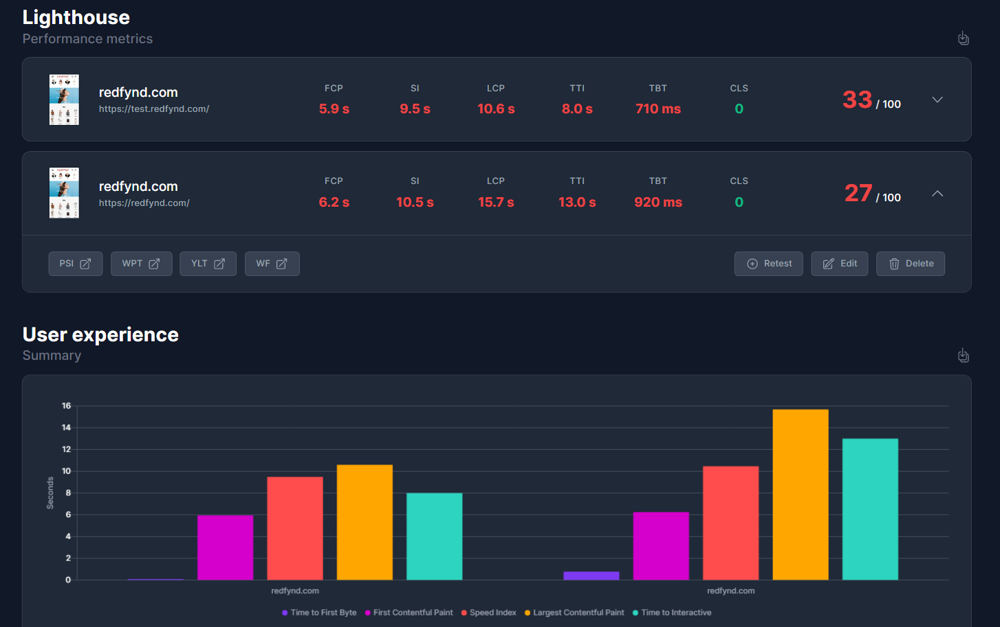 Lighthouse
Performance metrics
redfynd.com
https://test.redfynd.com/
FCP
5.9 s
SI
9.5 s
LCP
10.6 s
TTI
8.0 s
TBT
710 ms
CLS
0
33 / 100
redfynd.com
https://redfynd.com/
FCP
6.2 s
SI
10.5 s
LCP
15.7 s
TTI
13.0 s
TBT
920 ms
CLS
0
27 / 100
PSI
WPT
YLT
WF
Retest
Edit
Delete
User experience
Summary
Seconds
16
14
12
10
8
6
4
2
0
redfynd.com
redfynd.com
Time to First Byte
First Contentful Paint
Speed Index
Largest Contentful Paint
Time to Interactive